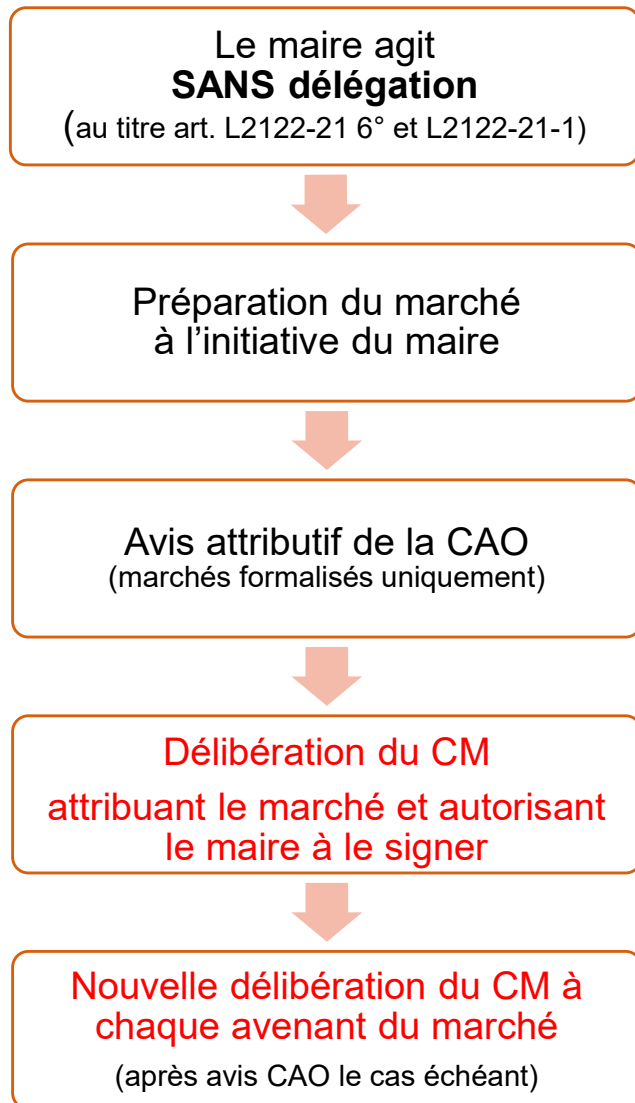 Le maire agit
SANS délégation
(au titre art. L2122-21 6° et L2122-21-1)
Préparation du marché
à l'initiative du maire
Avis attributif de la CAO
(marchés formalisés uniquement)
Délibération du CM
attribuant le marché et autorisant
le maire à le signer
Nouvelle délibération du CM à
chaque avenant du marché
(après avis CAO le cas échéant)